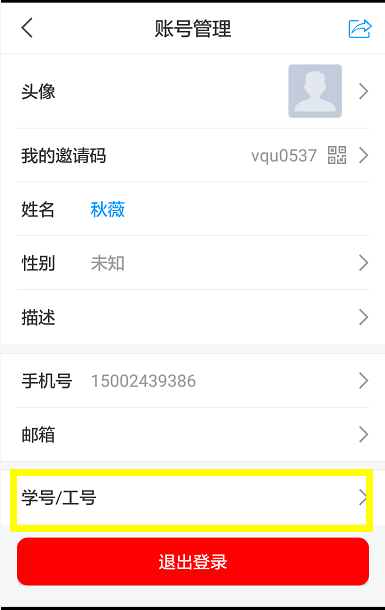 账号管理
头像
我的邀请码 vqu0537
姓名 秋薇
性别 未知
描述
手机号 15002439386
邮箱
学号/工号
退出登录